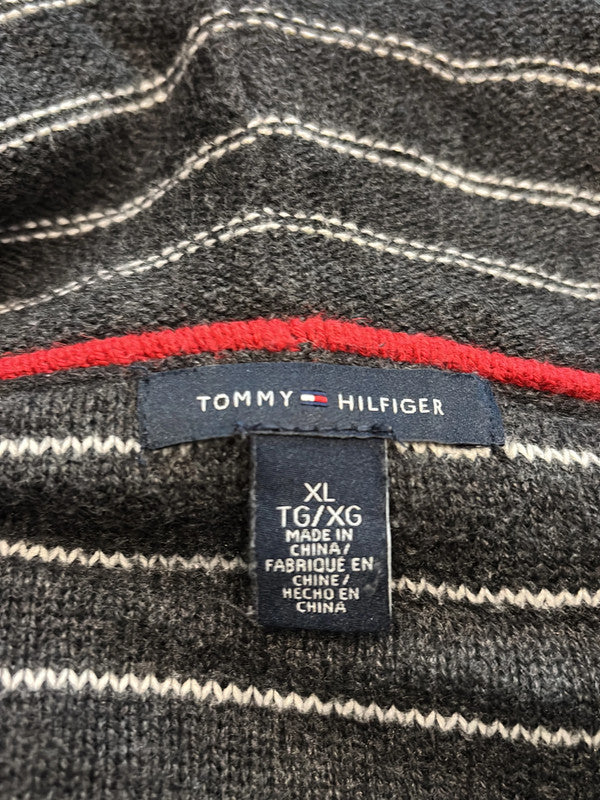 TOMMY HILFIGER
XL
TG/XG
MADE IN
CHINA/
FABRIQUÉ EN
CHINE/
HECHO EN
CHINA